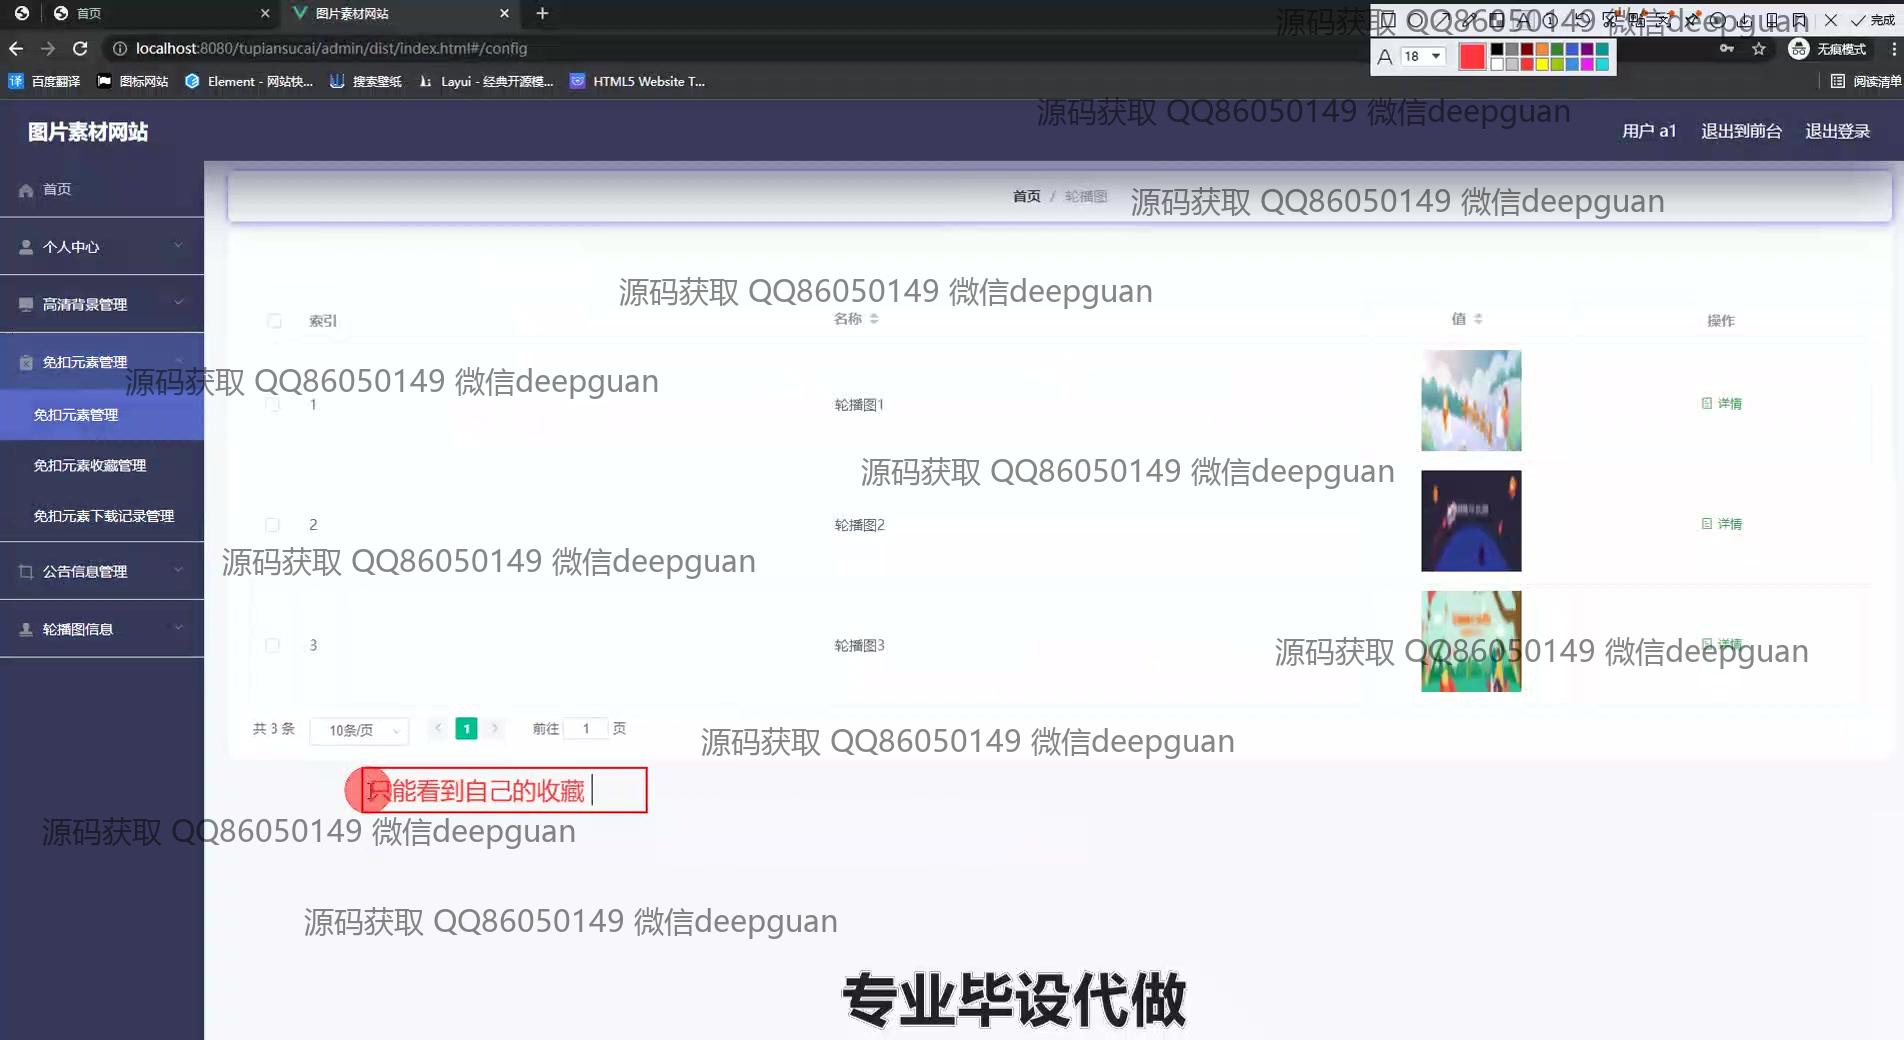 首页
图片素材网站
18
完成
localhost:8080/tupiansucai/admin/dist/index.html#/config
无痕模式
百度翻译
图标网站
Element - 网站快...
搜索壁纸
Layui - 经典开源模...
HTML5 Website T...
阅读清单
源码获取 QQ86050149 微信deepguan
源码获取 QQ86050149 微信deepguan
图片素材网站
用户 a1
退出到前台
退出登录
首页
个人中心
高清背景管理
免扣元素管理
免扣元素管理
免扣元素收藏管理
免扣元素下载记录管理
公告信息管理
轮播图信息
首页 / 轮播图
源码获取 QQ86050149 微信deepguan
源码获取 QQ86050149 微信deepguan
索引
名称
值
操作
源码获取 QQ86050149 微信deepguan
1
轮播图1
详情
源码获取 QQ86050149 微信deepguan
2
轮播图2
详情
源码获取 QQ86050149 微信deepguan
3
轮播图3
详情
源码获取 QQ86050149 微信deepguan
共 3 条
10条/页
1
前往 1 页
源码获取 QQ86050149 微信deepguan
只能看到自己的收藏
源码获取 QQ86050149 微信deepguan
源码获取 QQ86050149 微信deepguan
专业毕设代做